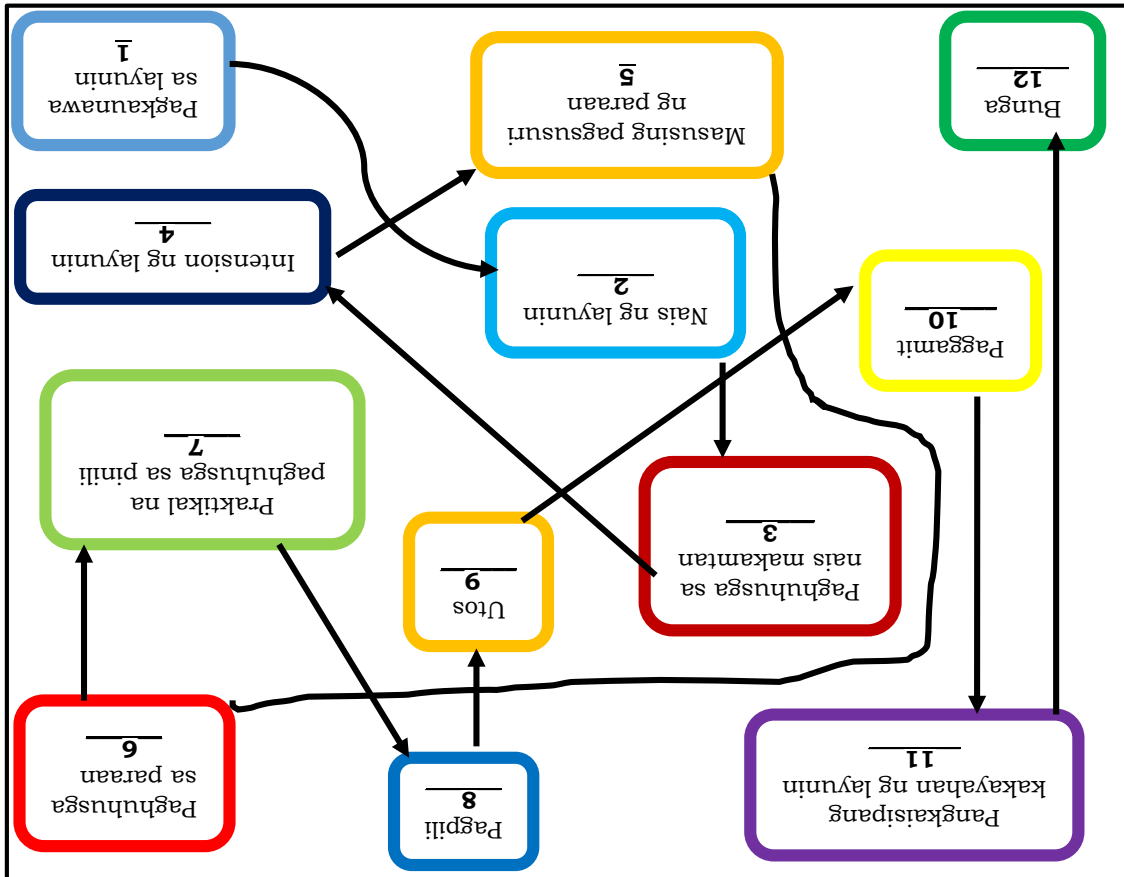 Pagkaunawa
sa layunin
1
Nais ng layunin
2
Paghuhusga sa
nais makamtan
3
Intension ng layunin
4
Masusing pagsusuri
ng paraan
5
Paghuhusga
sa paraan
6
Praktikal na
paghuhusga sa pinili
7
Pagpili
8
Utos
9
Paggamit
10
Pangkaisipang
kakayahan ng layunin
11
Bunga
12